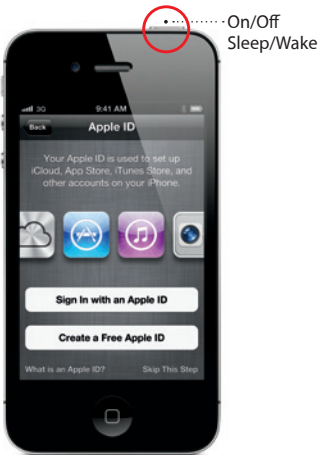 On/Off
Sleep/Wake
3G 9:41 AM
Back Apple ID
Your Apple ID is used to set up
iCloud, App Store, iTunes Store, and
other accounts on your iPhone.
Sign In with an Apple ID
Create a Free Apple ID
What is an Apple ID? Skip This Step